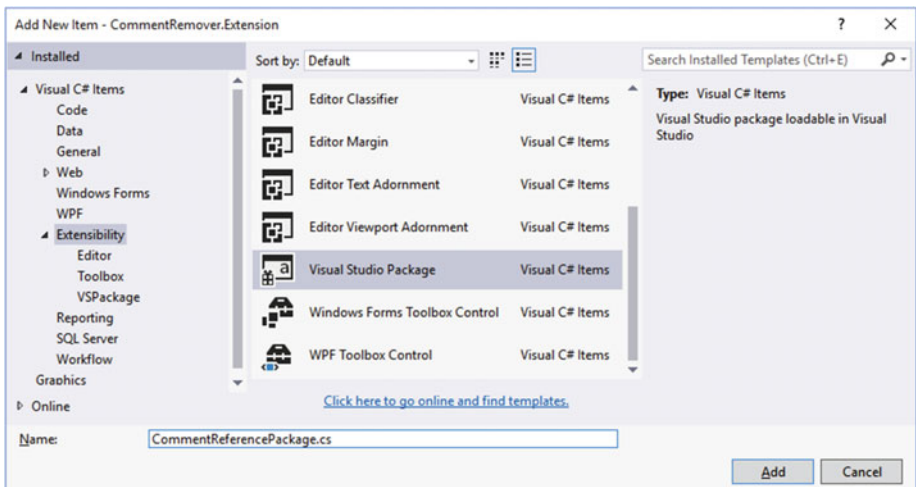 Add New Item - CommentRemover.Extension
? X
Installed
Sort by: Default
Search Installed Templates (Ctrl+E)
Visual C# Items
Code
Data
General
Web
Windows Forms
WPF
Extensibility
Editor
Toolbox
VSPackage
Reporting
SQL Server
Workflow
Graphics
Online
Editor Classifier Visual C# Items
Editor Margin Visual C# Items
Editor Text Adornment Visual C# Items
Editor Viewport Adornment Visual C# Items
a
Visual Studio Package Visual C# Items
Windows Forms Toolbox Control Visual C# Items
WPF Toolbox Control Visual C# Items
Click here to go online and find templates.
Type: Visual C# Items
Visual Studio package loadable in Visual
Studio
Name: CommentReferencePackage.cs
Add Cancel